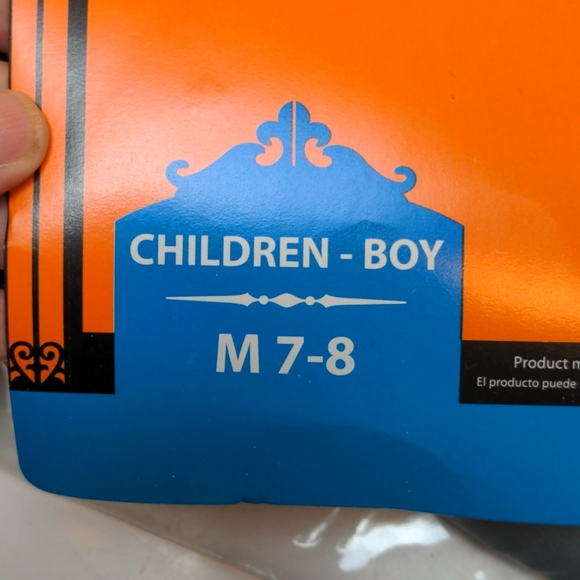 CHILDREN - BOY
M 7-8
Product
El producto puede